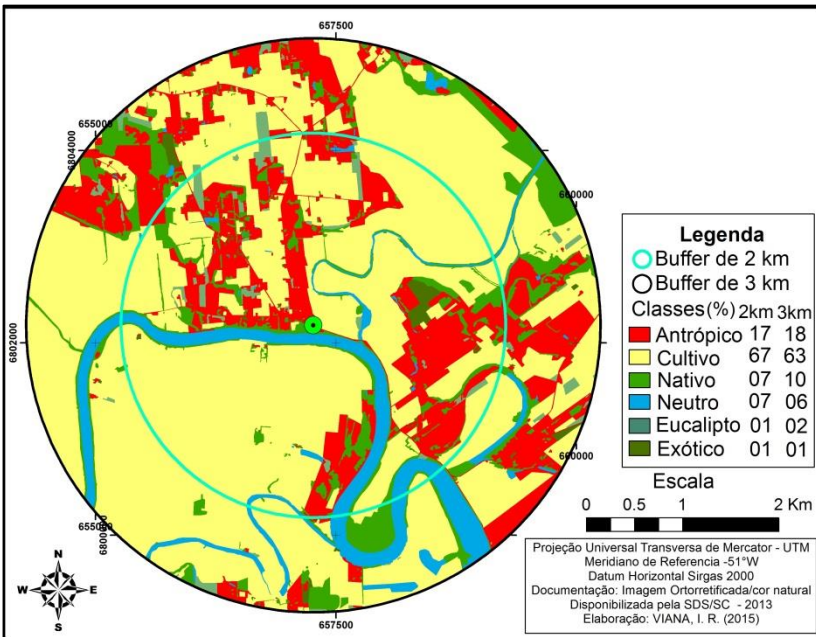 657500
655000
6804000
660000
6802000
660000
655000
6800000
657500
N
W E
S
Legenda
Buffer de 2 km
Buffer de 3 km
Classes(%) 2km 3km
Antrópico 17 18
Cultivo 67 63
Nativo 07 10
Neutro 07 06
Eucalipto 01 02
Exótico 01 01
Escala
0 0.5 1 2 Km
Projeção Universal Transversa de Mercator - UTM
Meridiano de Referencia -51°W
Datum Horizontal Sirgas 2000
Documentação: Imagem Ortorretificada/cor natural
Disponibilizada pela SDS/SC - 2013
Elaboração: VIANA, I. R. (2015)